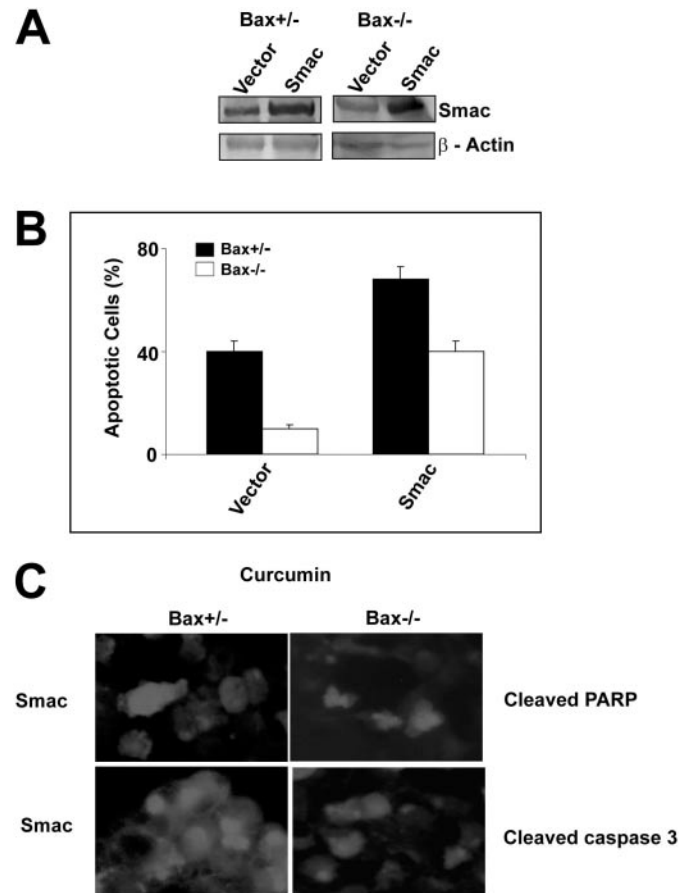 A
Bax+/- Bax-/-
Vector Smac Vector Smac
Smac
β - Actin
B
80
40
0
Apoptotic Cells (%)
Bax+/-
Bax-/-
Vector Smac
C
Curcumin
Bax+/- Bax-/-
Smac Cleaved PARP
Smac Cleaved caspase 3